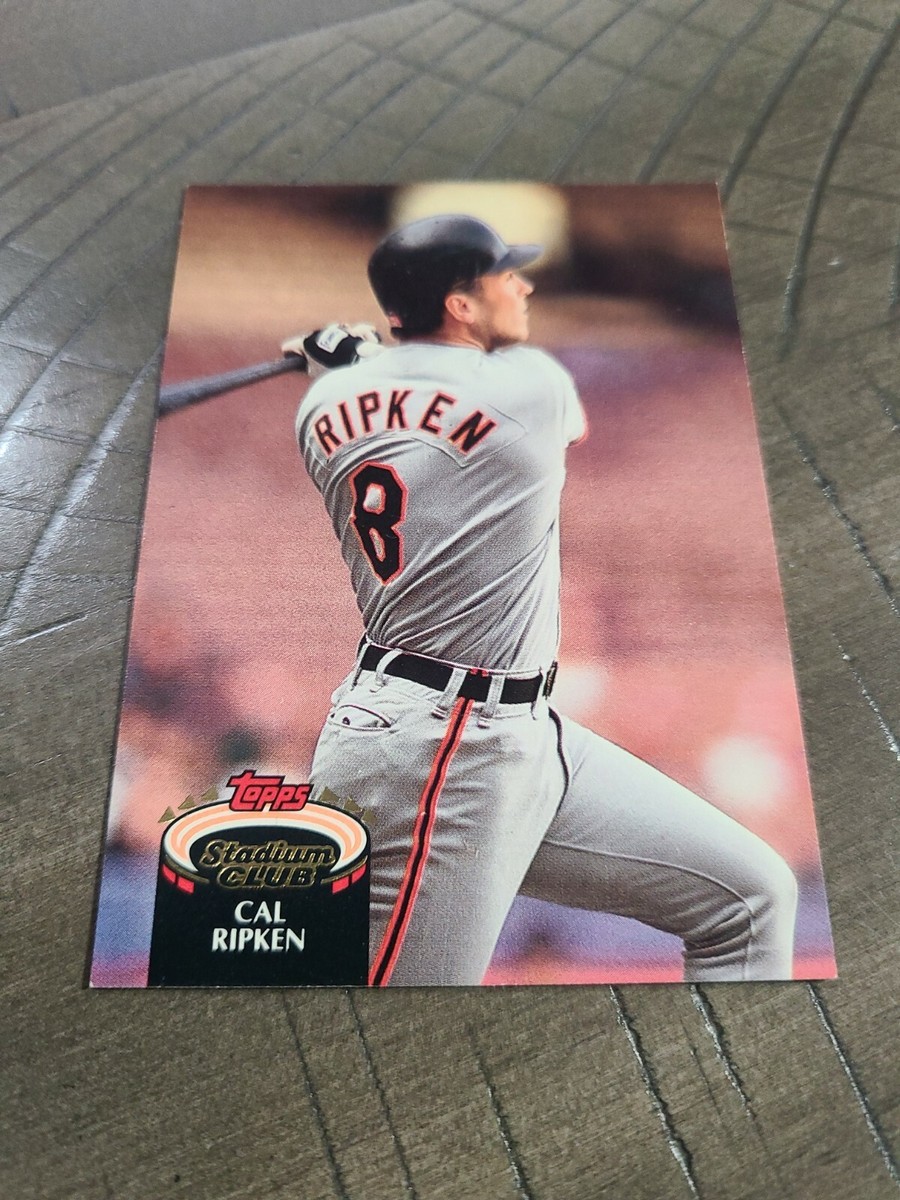 RIPKEN
8
Topps
Stadium
CLUB
CAL
RIPKEN